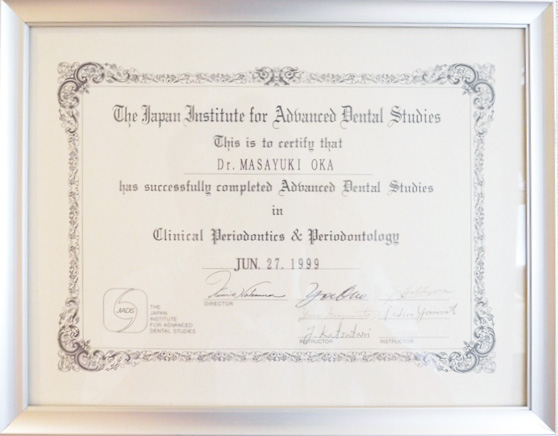 The Japan Institute for Advanced Dental Studies
This is to certify that
Dr. MASAYUKI OKA
has successfully completed Advanced Dental Studies
in
Clinical Periodontics & Periodontology
JUN. 27. 1999
DIRECTOR
JIADS
THE
JAPAN
INSTITUTE
FOR ADVANCED
DENTAL STUDIES
INSTRUCTOR INSTRUCTOR